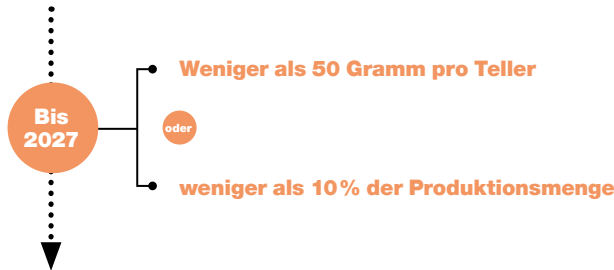 Weniger als 50 Gramm pro Teller
Bis
2027
oder
weniger als 10% der Produktionsmenge